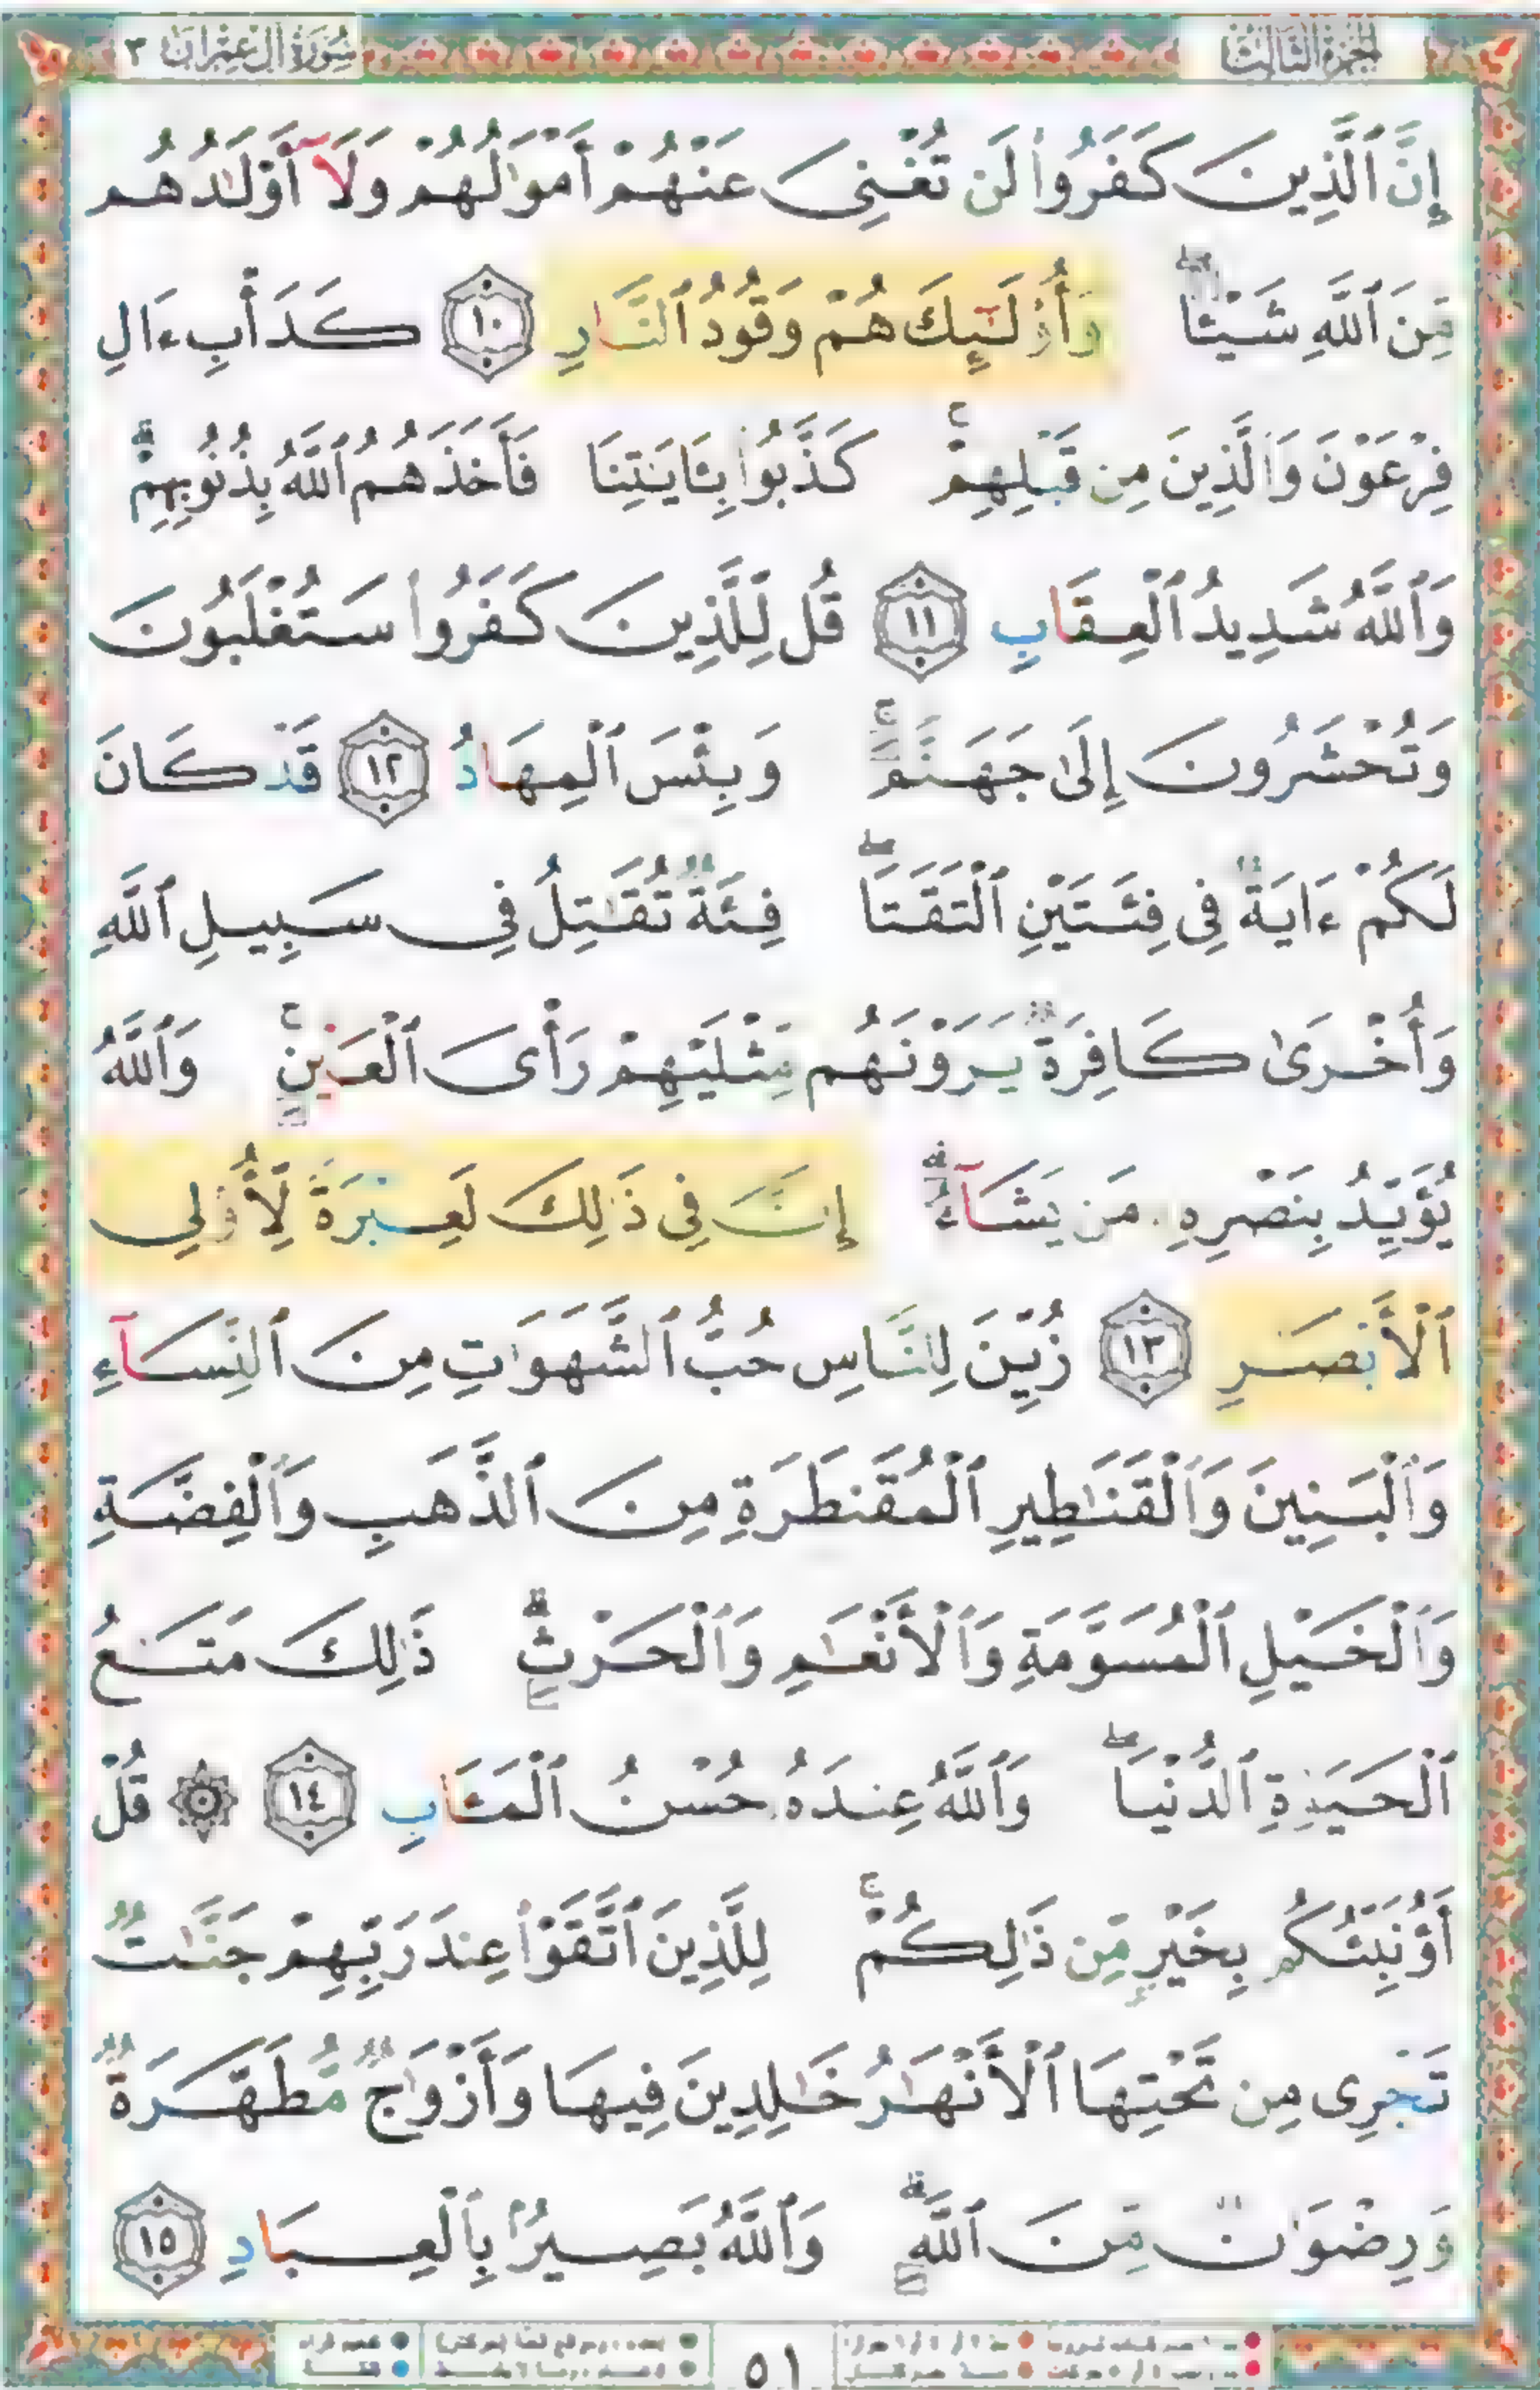 سُورَةُ آلِ عِمْرَانَ ٣
الجُزءُ الثَّالِثُ
إِنَّ ٱلَّذِينَ كَفَرُوا۟ لَن تُغْنِىَ عَنْهُمْ أَمْوَٰلُهُمْ وَلَآ أَوْلَـٰدُهُم
مِّنَ ٱللَّهِ شَيْـًٔا ۖ وَأُو۟لَـٰٓئِكَ هُمْ وَقُودُ ٱلنَّارِ ١٠ كَدَأْبِ ءَالِ
فِرْعَوْنَ وَٱلَّذِينَ مِن قَبْلِهِمْ ۚ كَذَّبُوا۟ بِـَٔايَـٰتِنَا فَأَخَذَهُمُ ٱللَّهُ بِذُنُوبِهِمْ ۗ
وَٱللَّهُ شَدِيدُ ٱلْعِقَابِ ١١ قُل لِّلَّذِينَ كَفَرُوا۟ سَتُغْلَبُونَ
وَتُحْشَرُونَ إِلَىٰ جَهَنَّمَ ۚ وَبِئْسَ ٱلْمِهَادُ ١٢ قَدْ كَانَ
لَكُمْ ءَايَةٌ فِى فِئَتَيْنِ ٱلْتَقَتَا ۖ فِئَةٌ تُقَـٰتِلُ فِى سَبِيلِ ٱللَّهِ
وَأُخْرَىٰ كَافِرَةٌ يَرَوْنَهُم مِّثْلَيْهِمْ رَأْىَ ٱلْعَيْنِ ۚ وَٱللَّهُ
يُؤَيِّدُ بِنَصْرِهِۦ مَن يَشَآءُ ۗ إِنَّ فِى ذَٰلِكَ لَعِبْرَةً لِّأُو۟لِى
ٱلْأَبْصَـٰرِ ١٣ زُيِّنَ لِلنَّاسِ حُبُّ ٱلشَّهَوَٰتِ مِنَ ٱلنِّسَآءِ
وَٱلْبَنِينَ وَٱلْقَنَـٰطِيرِ ٱلْمُقَنطَرَةِ مِنَ ٱلذَّهَبِ وَٱلْفِضَّةِ
وَٱلْخَيْلِ ٱلْمُسَوَّمَةِ وَٱلْأَنْعَـٰمِ وَٱلْحَرْثِ ۗ ذَٰلِكَ مَتَـٰعُ
ٱلْحَيَوٰةِ ٱلدُّنْيَا ۖ وَٱللَّهُ عِندَهُۥ حُسْنُ ٱلْمَـَٔابِ ١٤ ۞ قُلْ
أَؤُنَبِّئُكُم بِخَيْرٍ مِّن ذَٰلِكُمْ ۚ لِلَّذِينَ ٱتَّقَوْا۟ عِندَ رَبِّهِمْ جَنَّـٰتٌ
تَجْرِى مِن تَحْتِهَا ٱلْأَنْهَـٰرُ خَـٰلِدِينَ فِيهَا وَأَزْوَٰجٌ مُّطَهَّرَةٌ
وَرِضْوَٰنٌ مِّنَ ٱللَّهِ ۗ وَٱللَّهُ بَصِيرٌۢ بِٱلْعِبَادِ ١٥
٥١